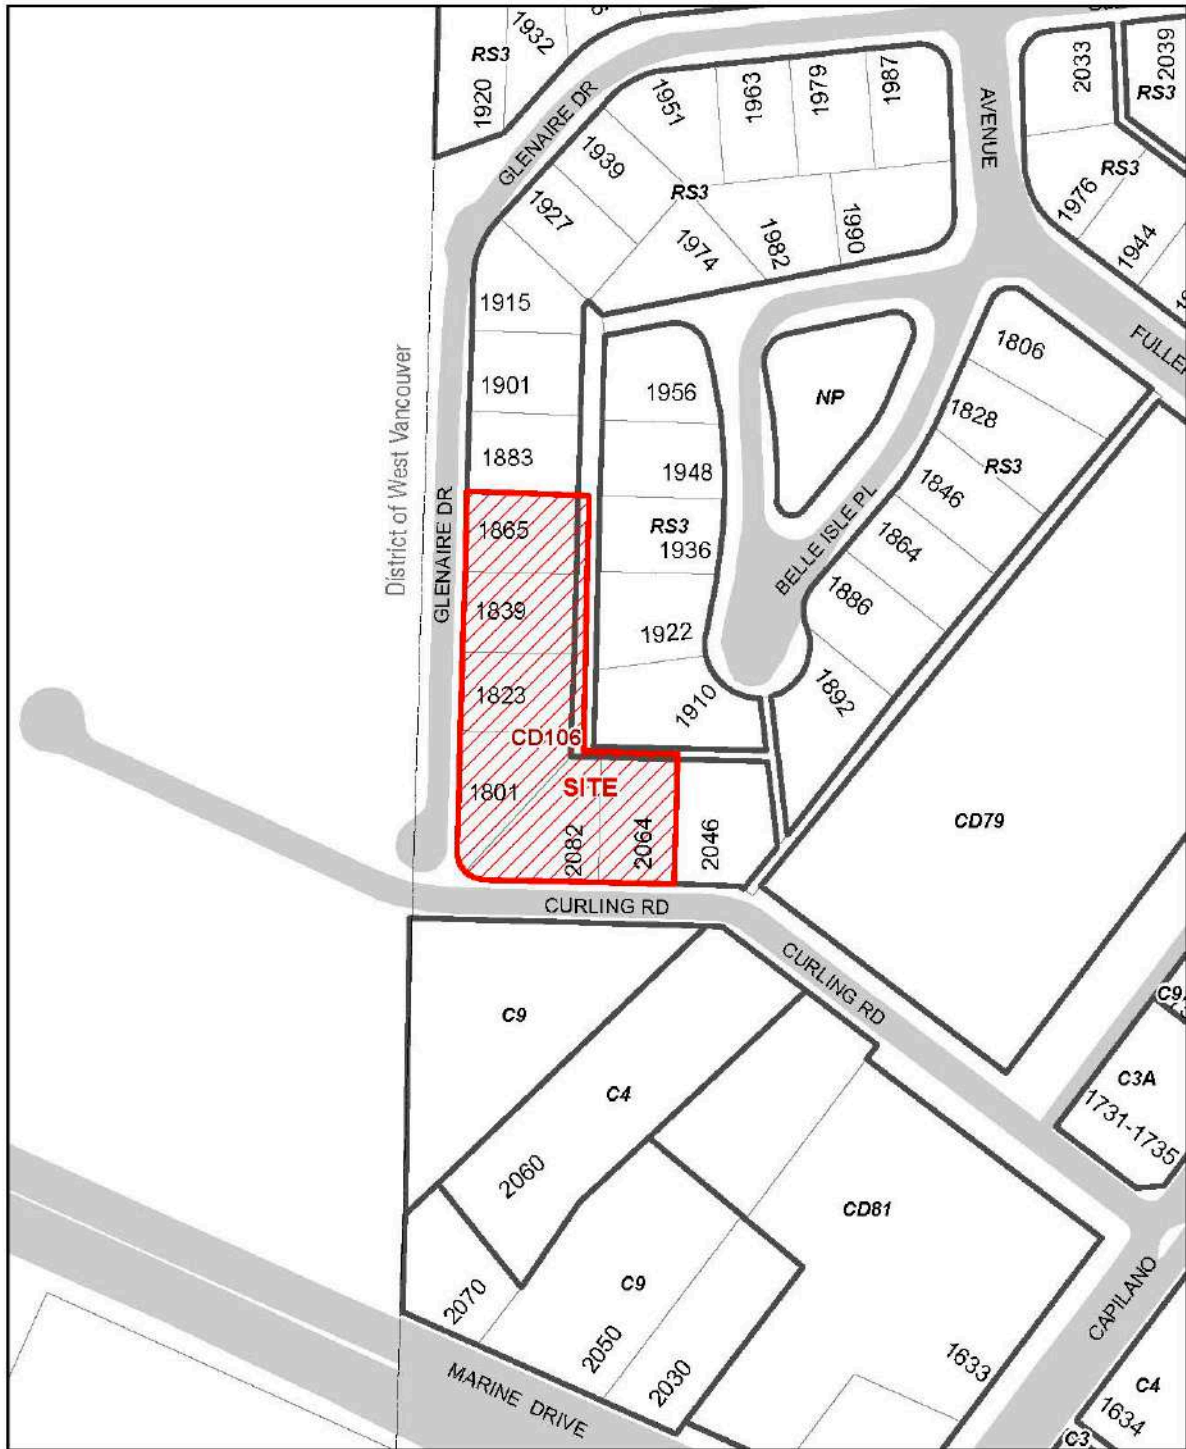 1932
RS3
1920
GLENAIRE DR
1951
1963
1979
1987
AVENUE
2033
2039
RS3
1939
1927
RS3
1974
1982
1990
RS3
1976
1944
1915
1901
1883
District of West Vancouver
GLENAIRE DR
1956
1948
RS3
1936
1922
1910
NP
BELLE ISLE PL
1806
1828
RS3
1846
1864
1886
1892
1865
1839
1823
CD106
SITE
1801
2082
2064
2046
CD79
CURLING RD
CURLING RD
C9
C9
C3A
1731-1735
C4
2060
CD81
2070
C9
2050
2030
1633
CAPILANO
MARINE DRIVE
C4
1634
C3